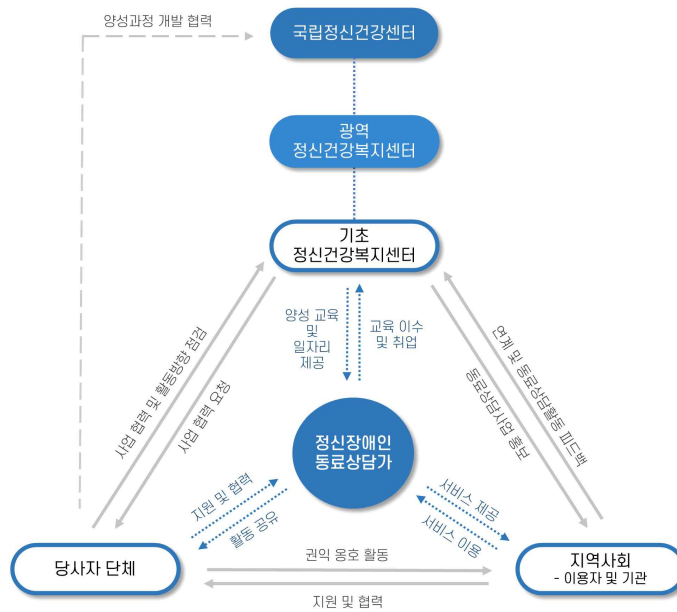 양성과정 개발 협력
국립정신건강센터
광역
정신건강복지센터
기초
정신건강복지센터
양성 교육
및
일자리
제공
교육 이수
및 취업
사업 협력 및 활동방향 점검
사업 협력 요청
연계 및 동료상담활동 피드백
동료상담사업 홍보
정신장애인
동료상담가
지원 및 협력
활동 공유
서비스 제공
서비스 이용
당사자 단체
권익 옹호 활동
지원 및 협력
지역사회
- 이용자 및 기관